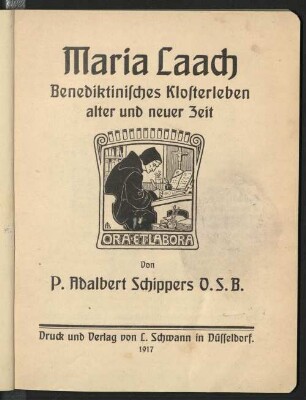 Maria Laach
Benediktinisches Klosterleben
alter und neuer Zeit
ORA·ET·LABORA
Von
P. Adalbert Schippers O. S. B.
Druck und Verlag von L. Schwann in Düsseldorf.
1917